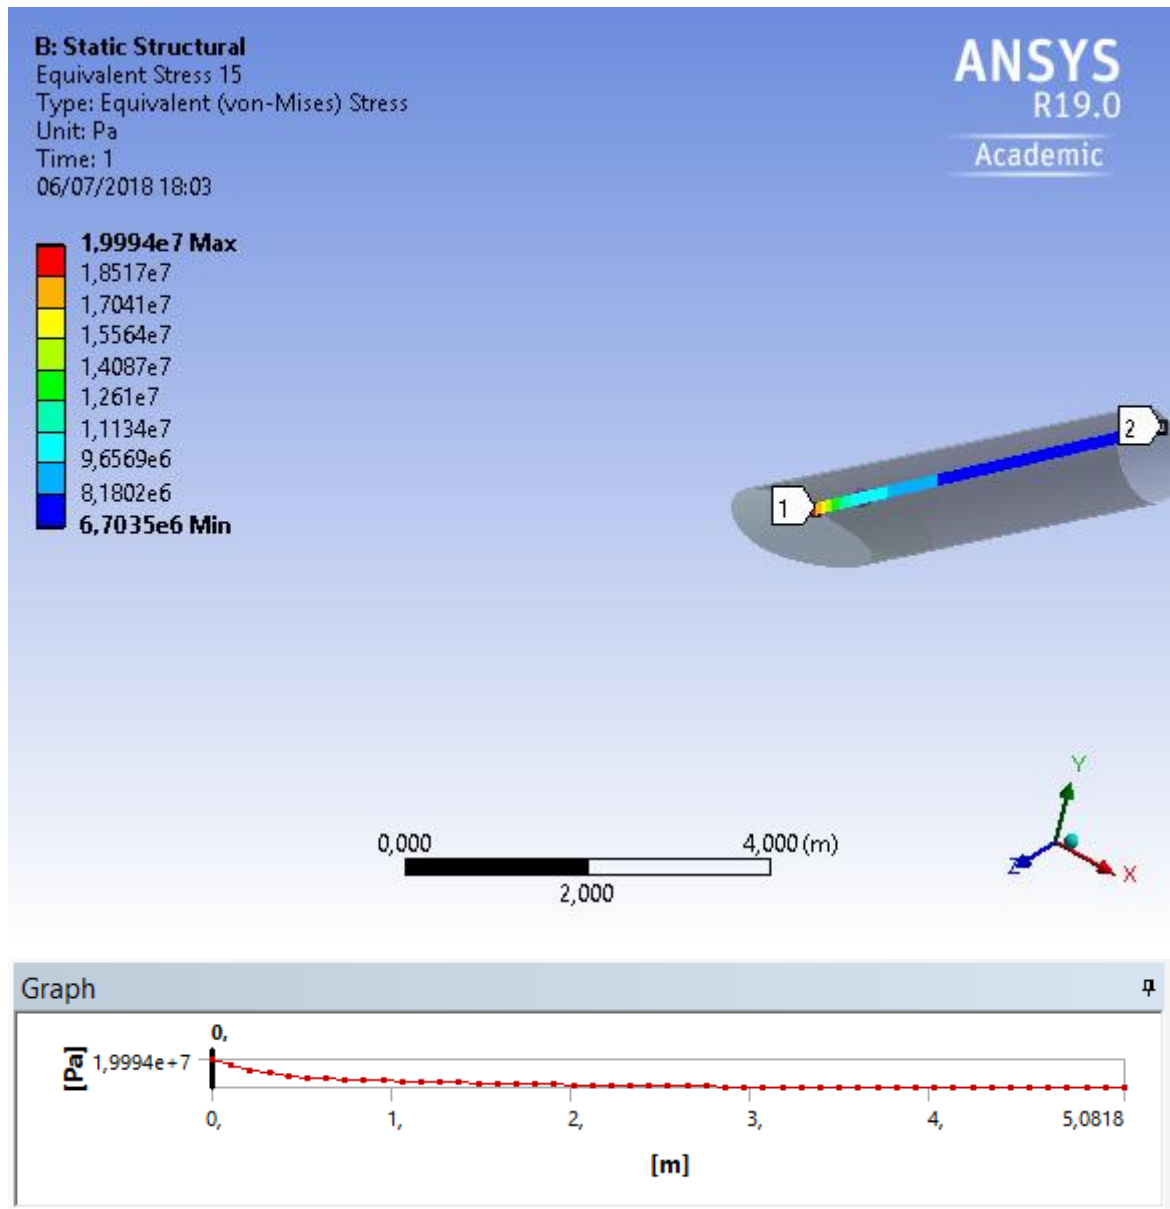 B: Static Structural
Equivalent Stress 15
Type: Equivalent (von-Mises) Stress
Unit: Pa
Time: 1
06/07/2018 18:03
ANSYS
R19.0
Academic
1,9994e7 Max
1,8517e7
1,7041e7
1,5564e7
1,4087e7
1,261e7
1,1134e7
9,6569e6
8,1802e6
6,7035e6 Min
2
1
Y
Z
X
0,000
4,000 (m)
2,000
Graph
0,
[Pa]
1,9994e+7
0,
1,
2,
3,
4,
5,0818
[m]